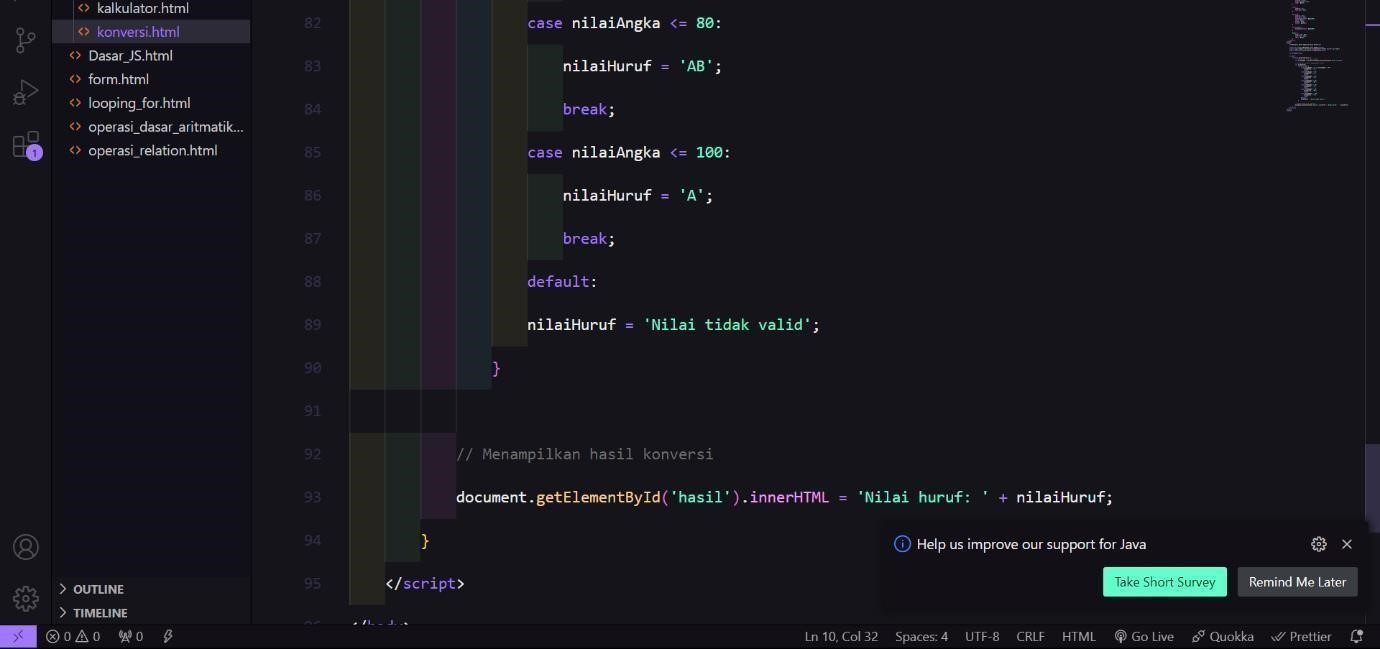 kalkulator.html
konversi.html
Dasar_JS.html
form.html
looping_for.html
operasi_dasar_aritmatik...
operasi_relation.html
1
OUTLINE
TIMELINE
82 case nilaiAngka <= 80:
83 nilaiHuruf = 'AB';
84 break;
85 case nilaiAngka <= 100:
86 nilaiHuruf = 'A';
87 break;
88 default:
89 nilaiHuruf = 'Nilai tidak valid';
90 }
91
92 // Menampilkan hasil konversi
93 document.getElementById('hasil').innerHTML = 'Nilai huruf: ' + nilaiHuruf;
94 }
95 </script>
96 </body>
Help us improve our support for Java
Take Short Survey Remind Me Later
0 0 0 Ln 10, Col 32 Spaces: 4 UTF-8 CRLF HTML Go Live Quokka Prettier